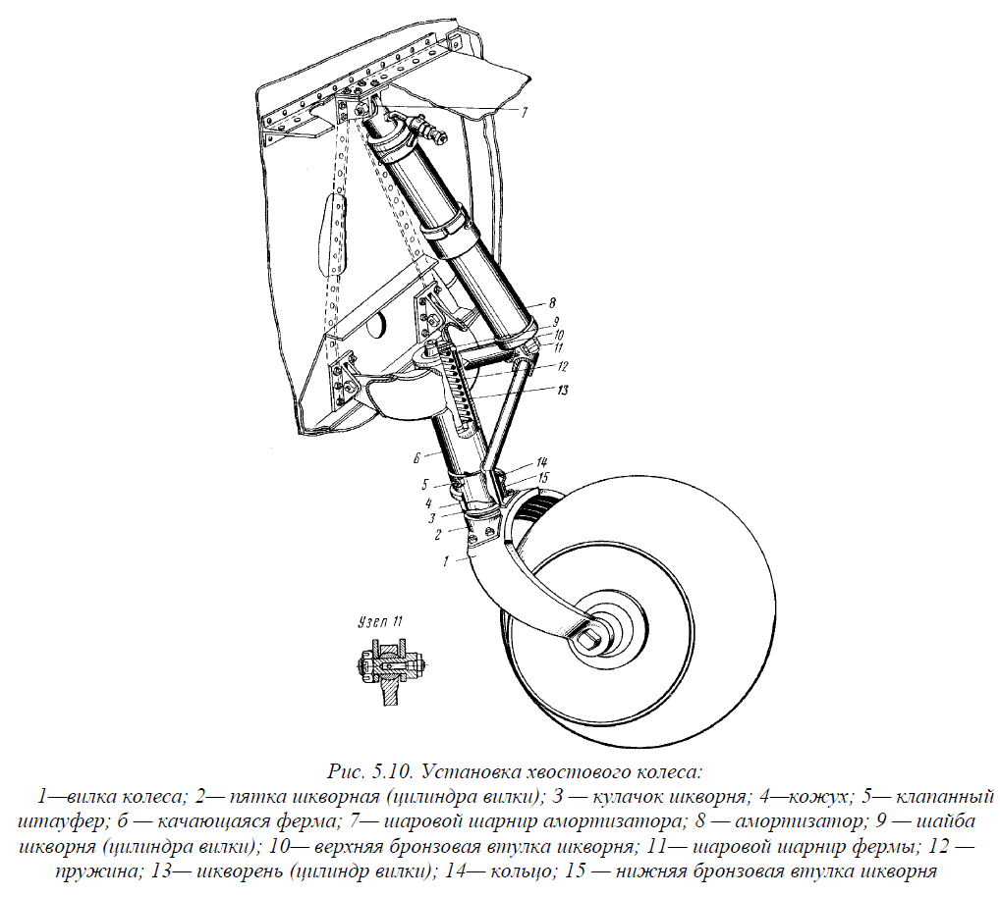 7
8
9
10
11
12
13
6
14
5
15
4
3
2
1
Узел 11
Рис. 5.10. Установка хвостового колеса:
1—вилка колеса; 2— пятка шкворная (цилиндра вилки); 3 — кулачок шкворня; 4—кожух; 5— клапанный
штауфер; 6 — качающаяся ферма; 7— шаровой шарнир амортизатора; 8 — амортизатор; 9 — шайба
шкворня (цилиндра вилки); 10— верхняя бронзовая втулка шкворня; 11— шаровой шарнир фермы; 12 —
пружина; 13— шкворень (цилиндр вилки); 14— кольцо; 15 — нижняя бронзовая втулка шкворня